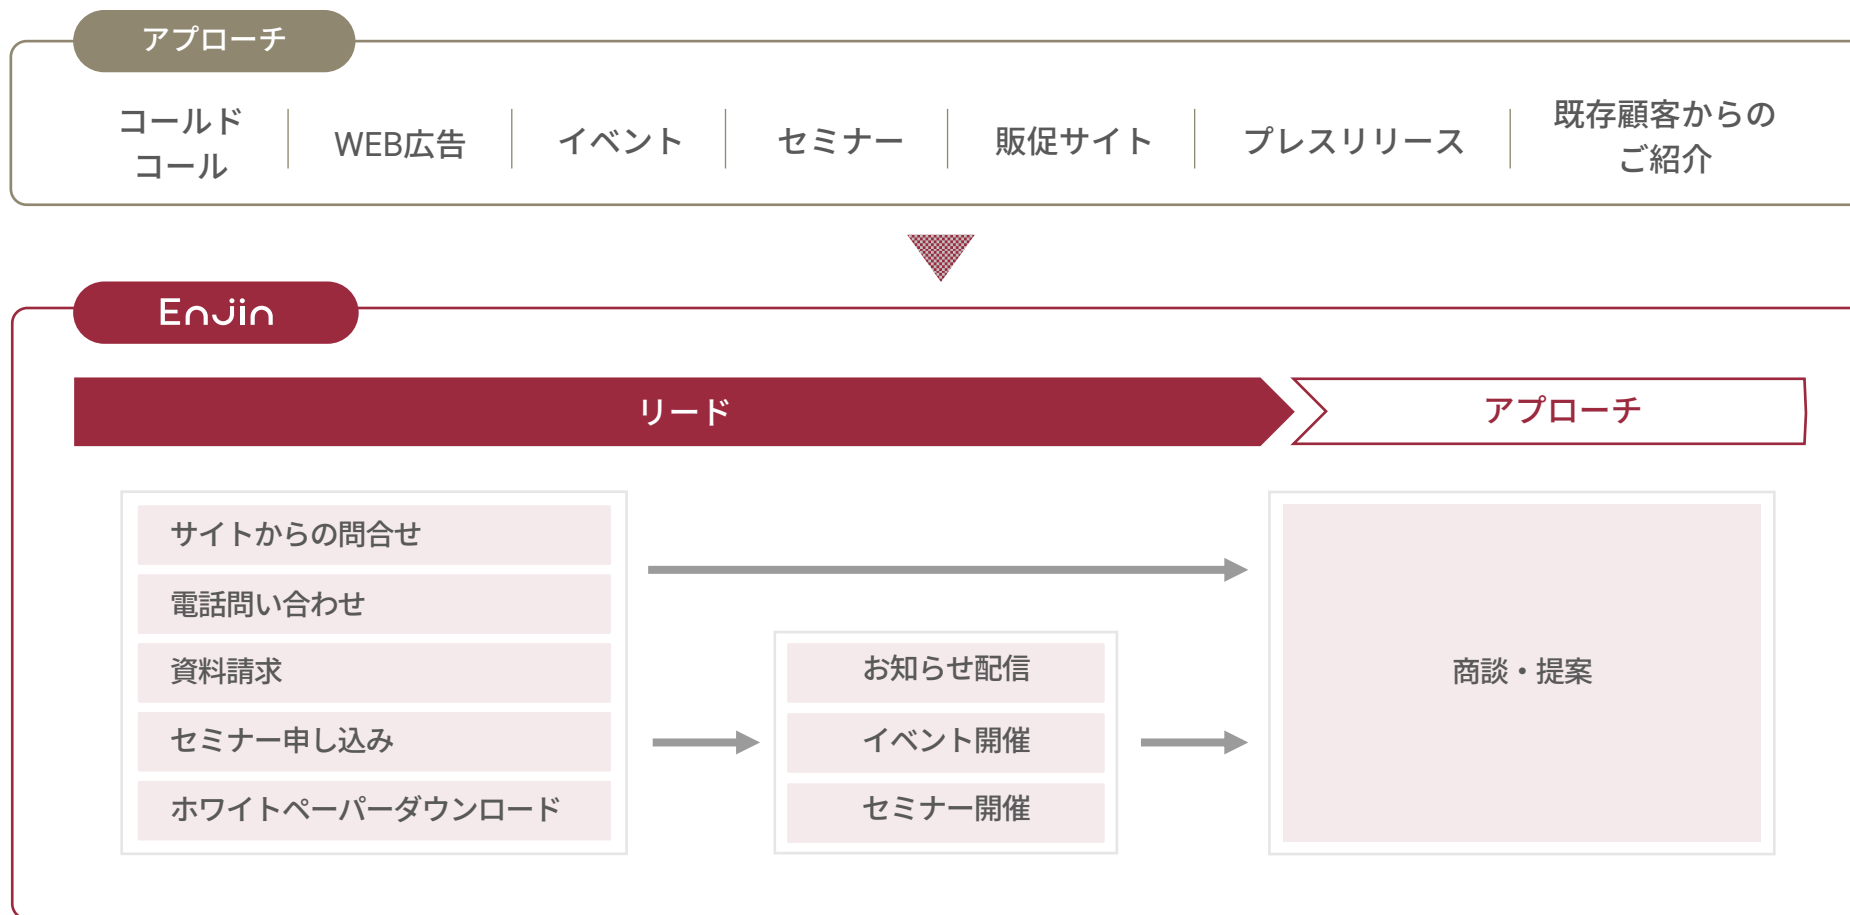 アプローチ
コールド
コール
WEB広告
イベント
セミナー
販促サイト
プレスリリース
既存顧客からの
ご紹介
Enjin
リード
アプローチ
サイトからの問合せ
電話問い合わせ
資料請求
セミナー申し込み
ホワイトペーパーダウンロード
お知らせ配信
イベント開催
セミナー開催
商談・提案